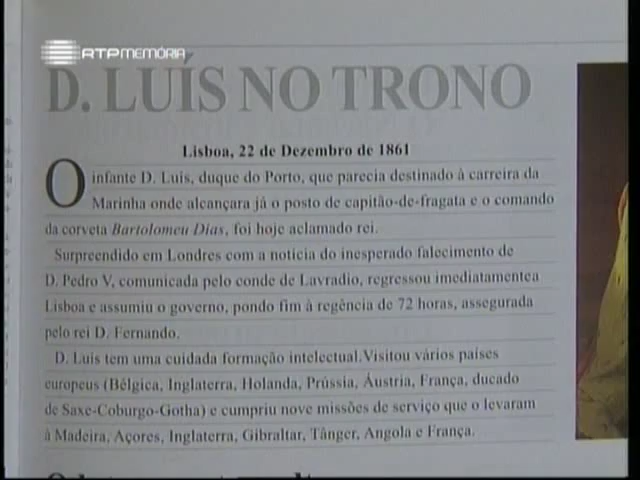 RTP MEMÓRIA
D. LUÍS NO TRONO
Lisboa, 22 de Dezembro de 1861
O infante D. Luis, duque do Porto, que parecia destinado à carreira da
Marinha onde alcançara já o posto de capitão-de-fragata e o comando
da corveta Bartolomeu Dias, foi hoje aclamado rei.
Surpreendido em Londres com a noticia do inesperado falecimento de
D. Pedro V, comunicada pelo conde de Lavradio, regressou imediatamentea
Lisboa e assumiu o governo, pondo fim à regência de 72 horas, assegurada
pelo rei D. Fernando.
D. Luis tem uma cuidada formação intelectual.Visitou vários países
europeus (Bélgica, Inglaterra, Holanda, Prússia, Áustria, França, ducado
de Saxe-Coburgo-Gotha) e cumpriu nove missões de serviço que o levaram
à Madeira, Açores, Inglaterra, Gibraltar, Tânger, Angola e França.